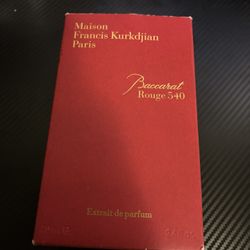 Maison
Francis Kurkdjian
Paris
Baccarat
Rouge 540
Extrait de parfum